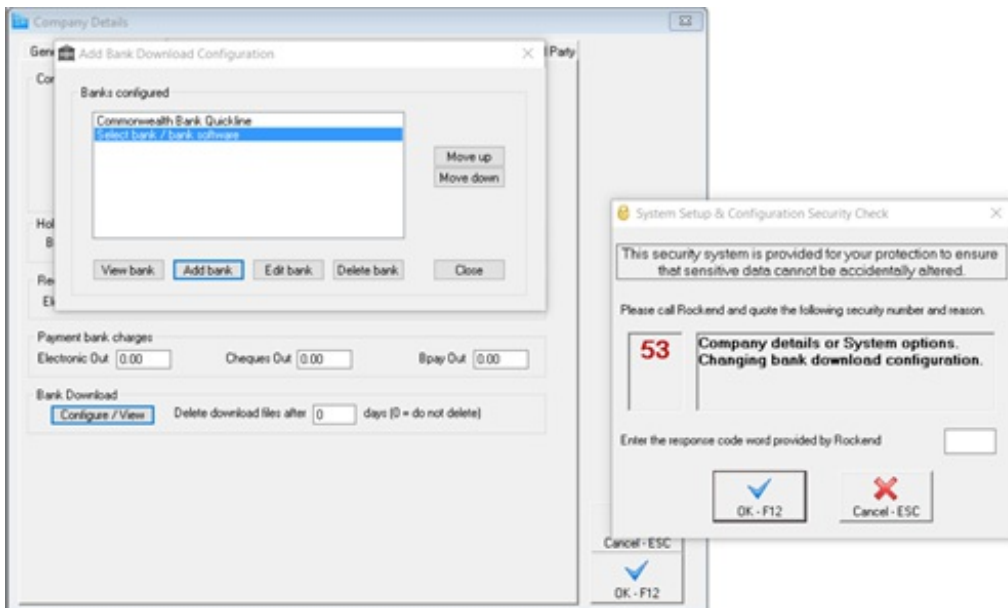 Company Details
Gen
l Party
Add Bank Download Configuration
Cor
Banks configured
Commonwealth Bank Quickline
Select bank / bank software
Move up
Move down
Hol
B
View bank
Add bank
Edit bank
Delete bank
Close
Re
El
Payment bank charges
Electronic Out 0.00
Cheques Out 0.00
Bpay Out 0.00
Bank Download
Configure / View
Delete download files after 0 days (0 = do not delete)
Cancel - ESC
OK - F12
System Setup & Configuration Security Check
This security system is provided for your protection to ensure
that sensitive data cannot be accidentally altered.
Please call Rockend and quote the following security number and reason.
53
Company details or System options.
Changing bank download configuration.
Enter the response code word provided by Rockend
OK - F12
Cancel - ESC